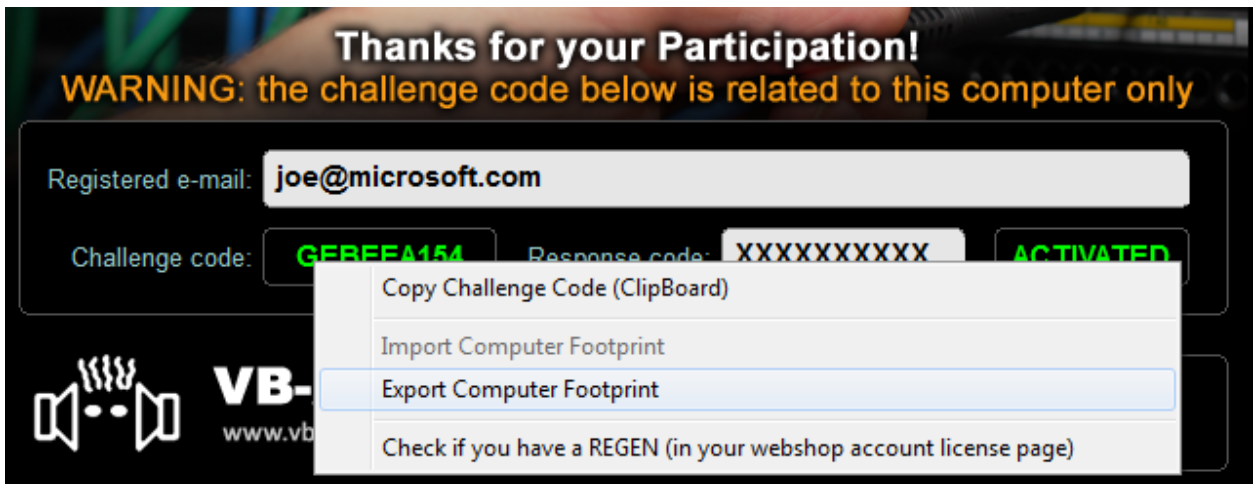 Thanks for your Participation!
WARNING: the challenge code below is related to this computer only
Registered e-mail: joe@microsoft.com
Challenge code: GEBEEA154 Response code: XXXXXXXXXX ACTIVATED
Copy Challenge Code (ClipBoard)
Import Computer Footprint
Export Computer Footprint
Check if you have a REGEN (in your webshop account license page)
VB-
www.vb